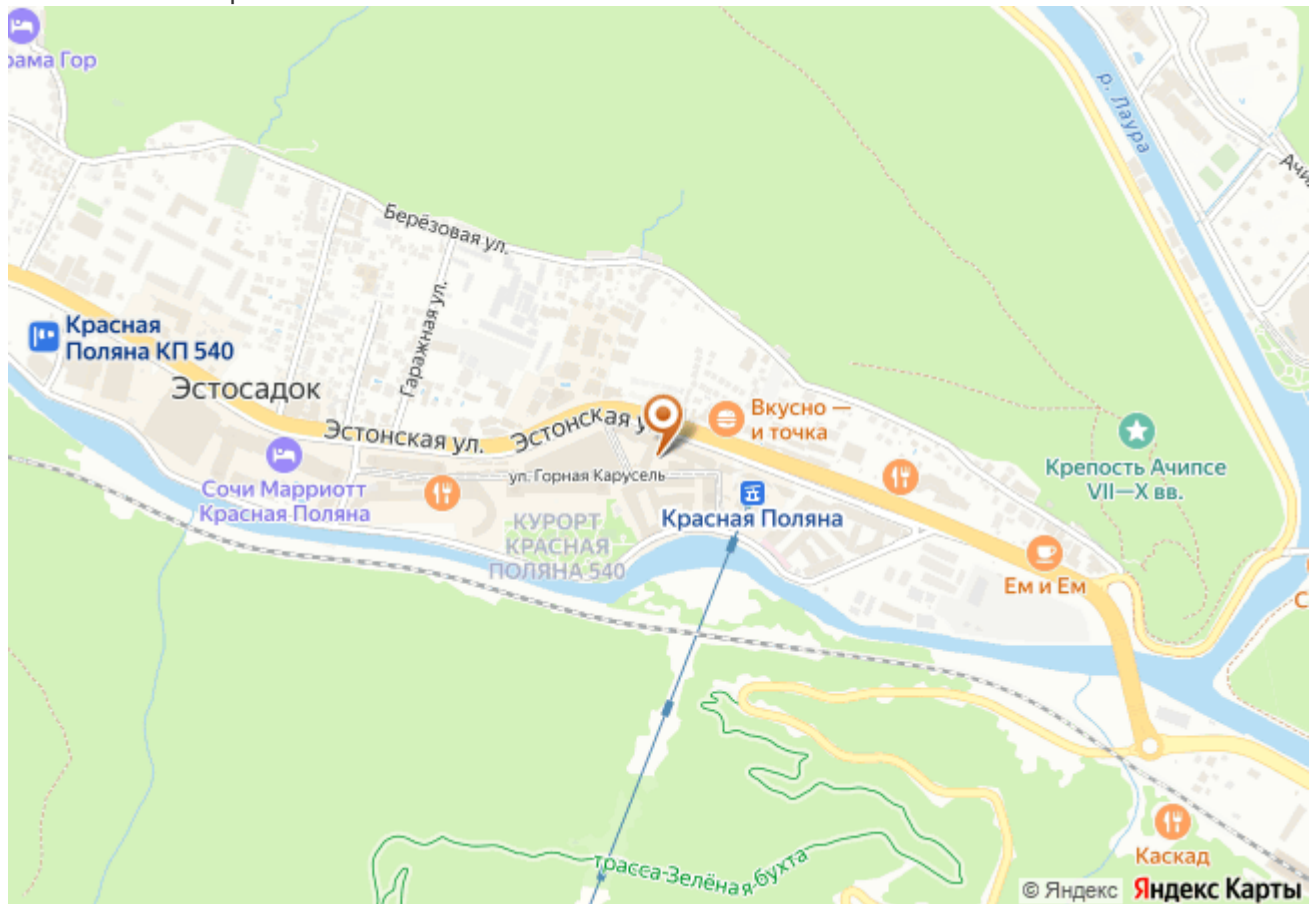 рама Гор
р. Лаура
Берёзовая ул.
Гаражная ул.
Красная
Поляна КП 540
Эстосадок
Эстонская ул.
Эстонская
Вкусно —
и точка
Крепость Ачипсе
VII—X вв.
Сочи Марриотт
Красная Поляна
ул. Горная Карусель
Красная Поляна
КУРОРТ
КРАСНАЯ
ПОЛЯНА 540
Ем и Ем
трасса Зелёная бухта
Каскад
© Яндекс Яндекс Карты